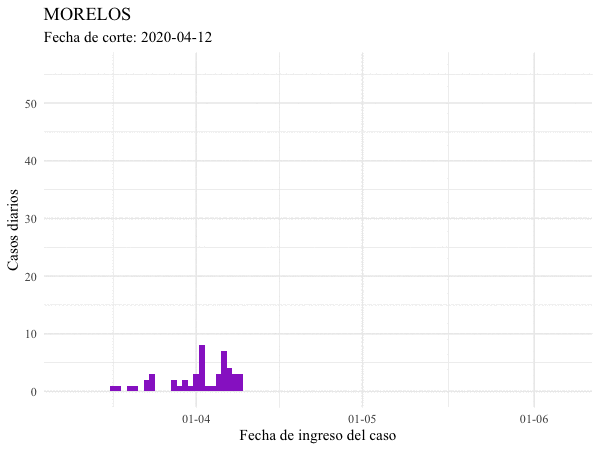 MORELOS
Fecha de corte: 2020-04-12
50
40
30
20
10
0
Casos diarios
01-04
01-05
01-06
Fecha de ingreso del caso